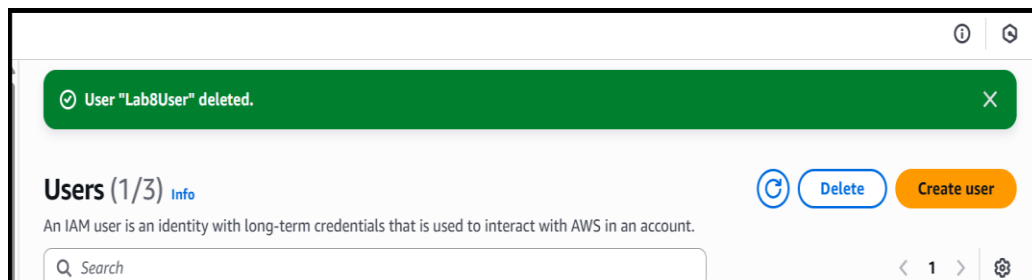 User "Lab8User" deleted.
Users (1/3) Info
Delete
Create user
An IAM user is an identity with long-term credentials that is used to interact with AWS in an account.
Search
1